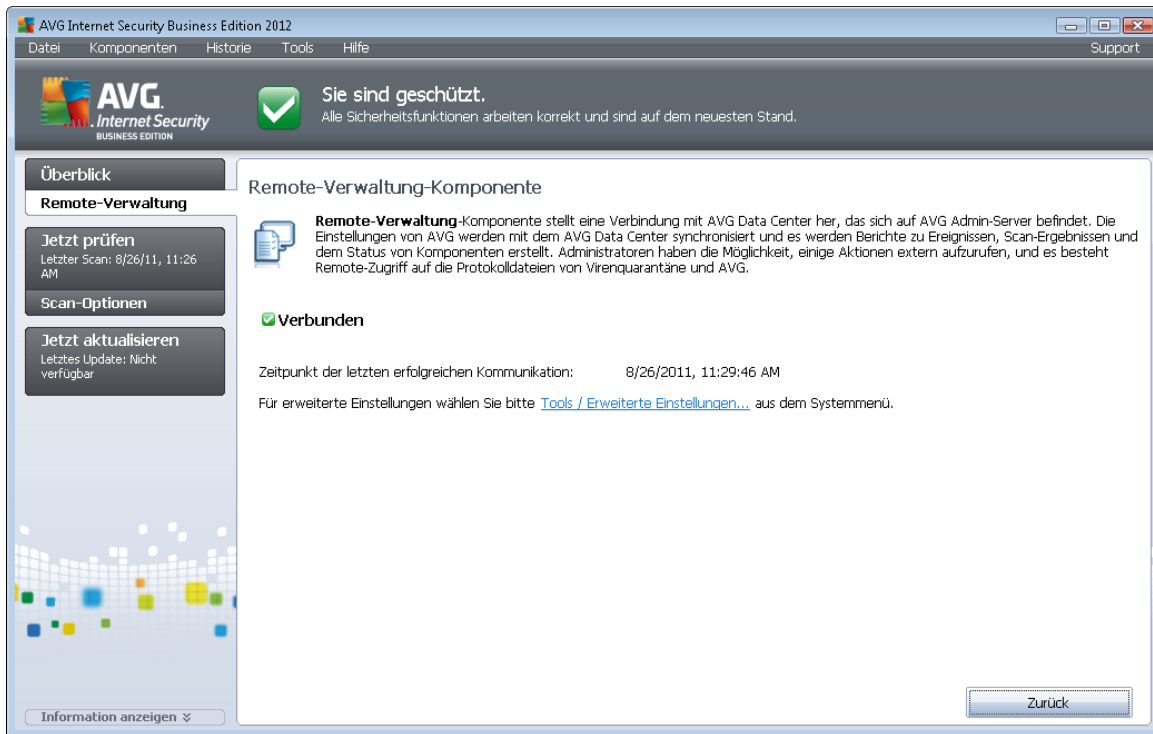 AVG Internet Security Business Edition 2012
Datei Komponenten Historie Tools Hilfe Support
AVG.
Internet Security
BUSINESS EDITION
Sie sind geschützt.
Alle Sicherheitsfunktionen arbeiten korrekt und sind auf dem neuesten Stand.
Überblick
Remote-Verwaltung
Jetzt prüfen
Letzter Scan: 8/26/11, 11:26
AM
Scan-Optionen
Jetzt aktualisieren
Letztes Update: Nicht
verfügbar
Information anzeigen
Remote-Verwaltung-Komponente
Remote-Verwaltung-Komponente stellt eine Verbindung mit AVG Data Center her, das sich auf AVG Admin-Server befindet. Die
Einstellungen von AVG werden mit dem AVG Data Center synchronisiert und es werden Berichte zu Ereignissen, Scan-Ergebnissen und
dem Status von Komponenten erstellt. Administratoren haben die Möglichkeit, einige Aktionen extern aufzurufen, und es besteht
Remote-Zugriff auf die Protokolldateien von Virenquarantäne und AVG.
Verbunden
Zeitpunkt der letzten erfolgreichen Kommunikation: 8/26/2011, 11:29:46 AM
Für erweiterte Einstellungen wählen Sie bitte Tools / Erweiterte Einstellungen... aus dem Systemmenü.
Zurück